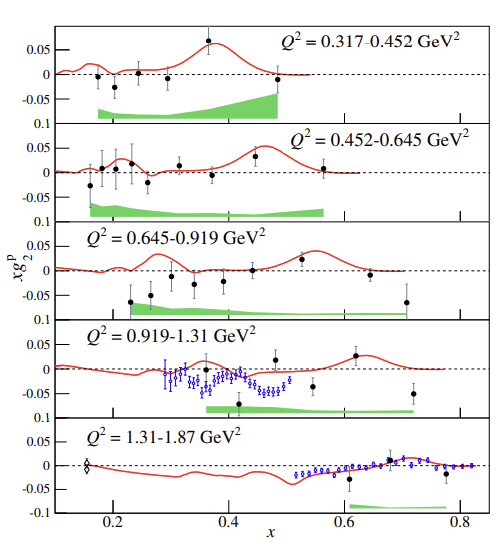 Q² = 0.317-0.452 GeV²
0.05
0
-0.05
0.1
Q² = 0.452-0.645 GeV²
0.05
0
-0.05
0.1
Q² = 0.645-0.919 GeV²
0.05
0
-0.05
0.1
xg₂ᵖ
Q² = 0.919-1.31 GeV²
0.05
0
-0.05
0.1
Q² = 1.31-1.87 GeV²
0.05
0
-0.05
-0.1
0.2 0.4 0.6 0.8
x